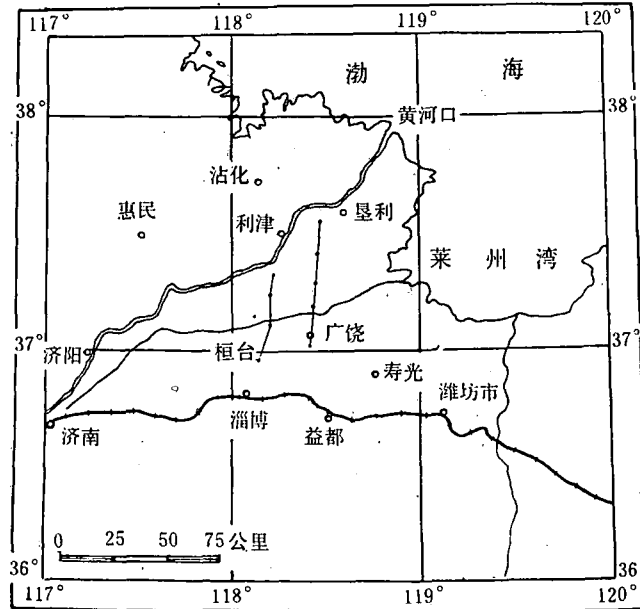 117° 118° 119° 120°
渤 海
38° 黄河口 38°
沾化
惠民 利津 垦利
莱 州 湾
37° 济阳 桓台 广饶 37°
寿光
淄博 益都 潍坊市
济南
0 25 50 75 公里
36° 36
117° 118° 119° 120°